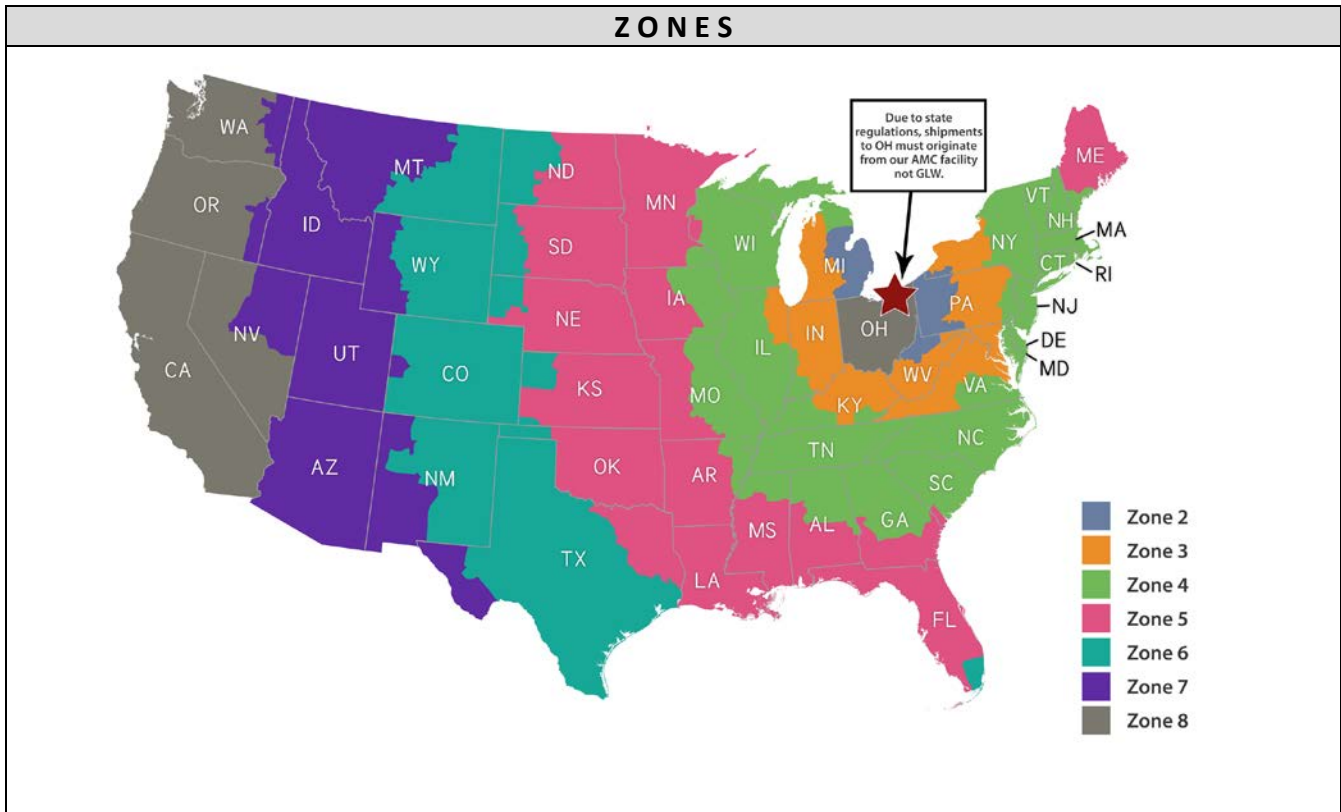 ZONES
Due to state
regulations, shipments
to OH must originate
from our AMC facility
not GLW.
WA
OR
CA
NV
ID
MT
WY
UT
AZ
CO
NM
ND
SD
NE
KS
OK
TX
MN
IA
MO
AR
LA
WI
IL
MI
IN
OH
KY
TN
MS
AL
GA
FL
SC
NC
VA
WV
PA
NY
VT
NH
ME
MA
CT
RI
NJ
DE
MD
Zone 2
Zone 3
Zone 4
Zone 5
Zone 6
Zone 7
Zone 8